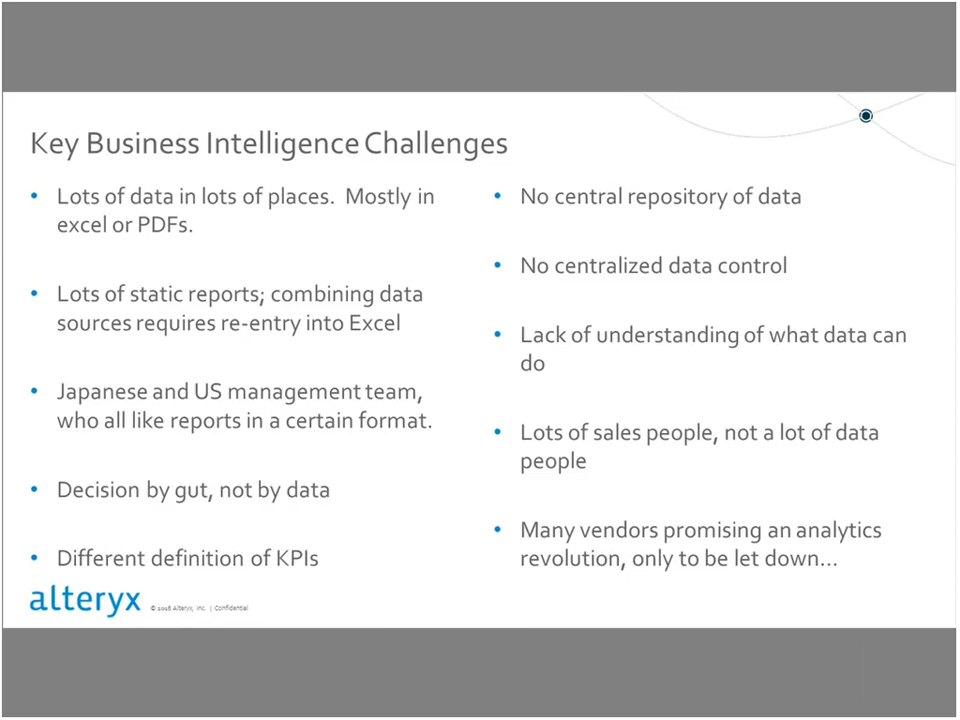 Key Business Intelligence Challenges
• Lots of data in lots of places.  Mostly in
excel or PDFs.
• Lots of static reports; combining data
sources requires re-entry into Excel
• Japanese and US management team,
who all like reports in a certain format.
• Decision by gut, not by data
• Different definition of KPIs
• No central repository of data
• No centralized data control
• Lack of understanding of what data can
do
• Lots of sales people, not a lot of data
people
• Many vendors promising an analytics
revolution, only to be let down...
alteryx
© 2018 Alteryx, Inc. | Confidential